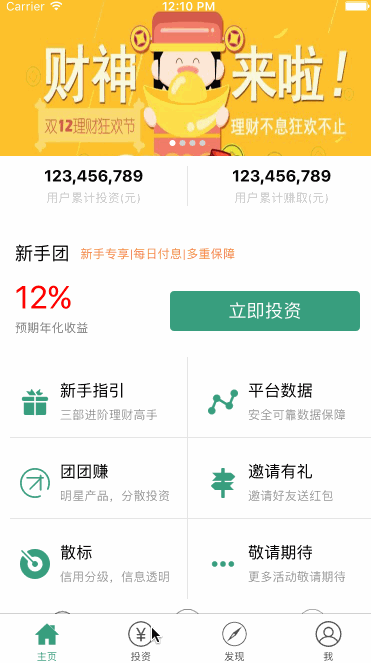 Carrier 12:10 PM
财神 来啦！
双12理财狂欢节 理财不息狂欢不止
123,456,789 123,456,789
用户累计投资(元) 用户累计赚取(元)
新手团 新手专享|每日付息|多重保障
12%
立即投资
预期年化收益
新手指引 平台数据
三部进阶理财高手 安全可靠数据保障
团团赚 邀请有礼
明星产品，分散投资 邀请好友送红包
散标 敬请期待
信用分级，信息透明 更多活动敬请期待
主页 投资 发现 我